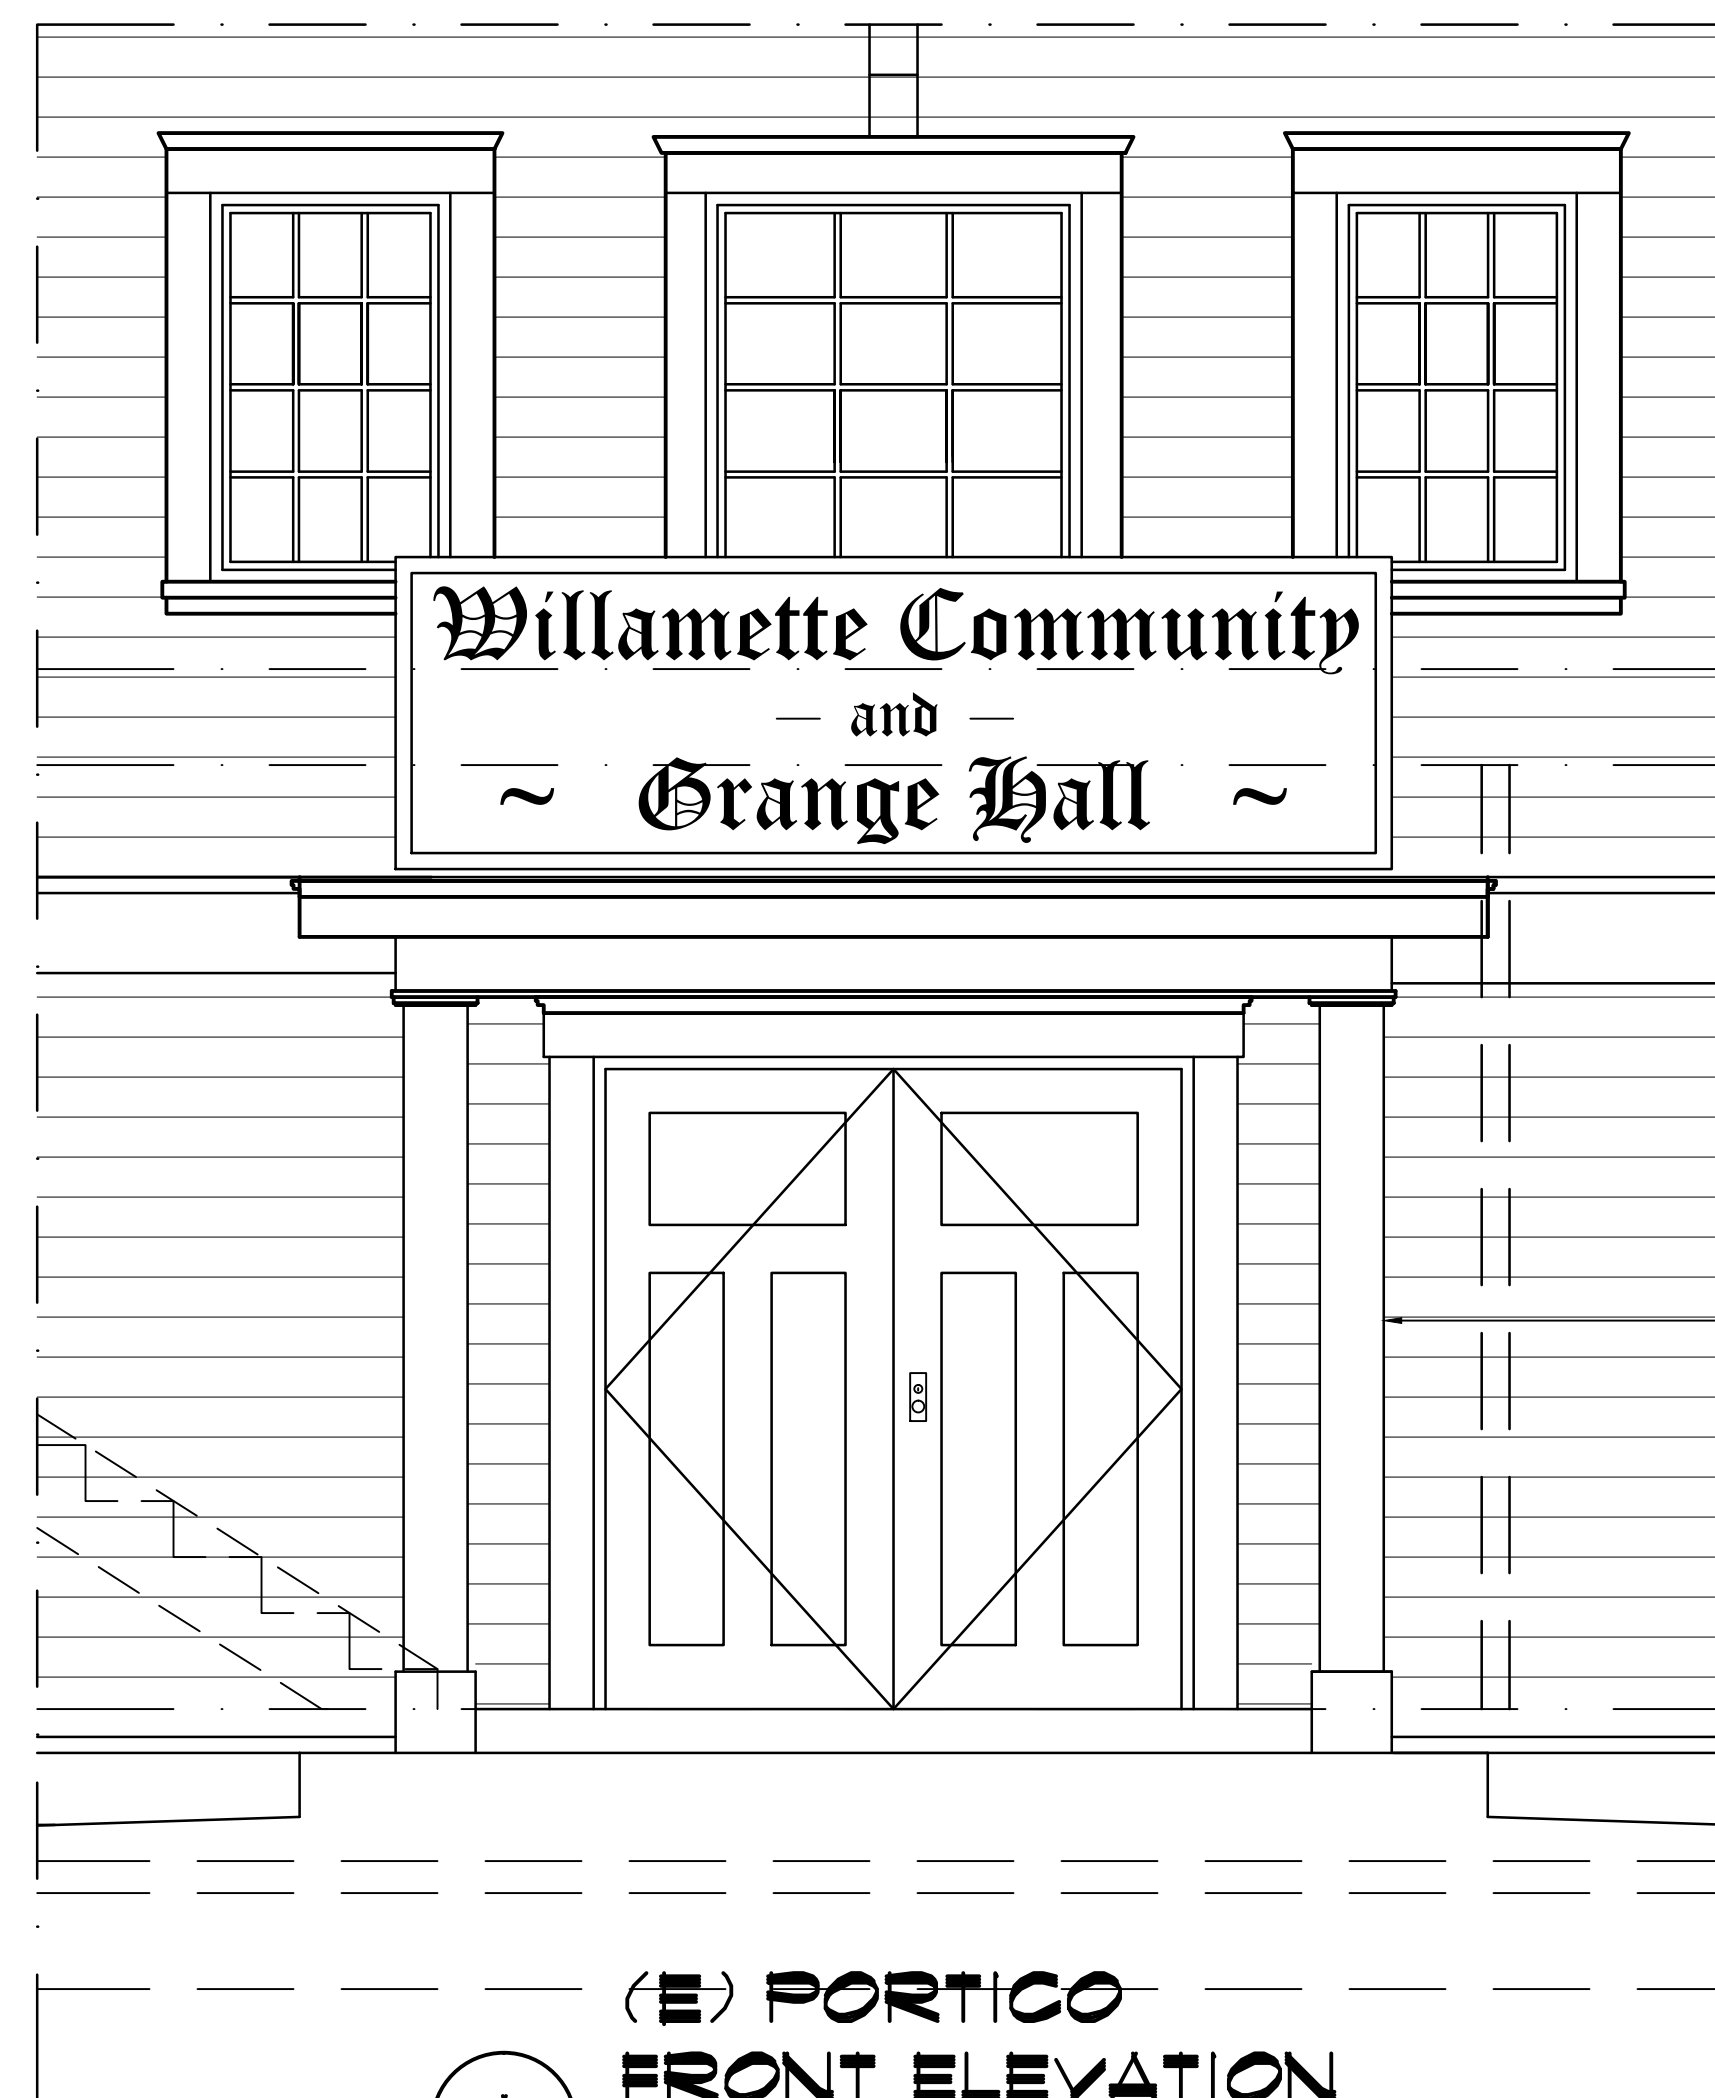 Willamette Community
— and —
~ Grange Hall ~
(E) PORTICO
FRONT ELEVATION